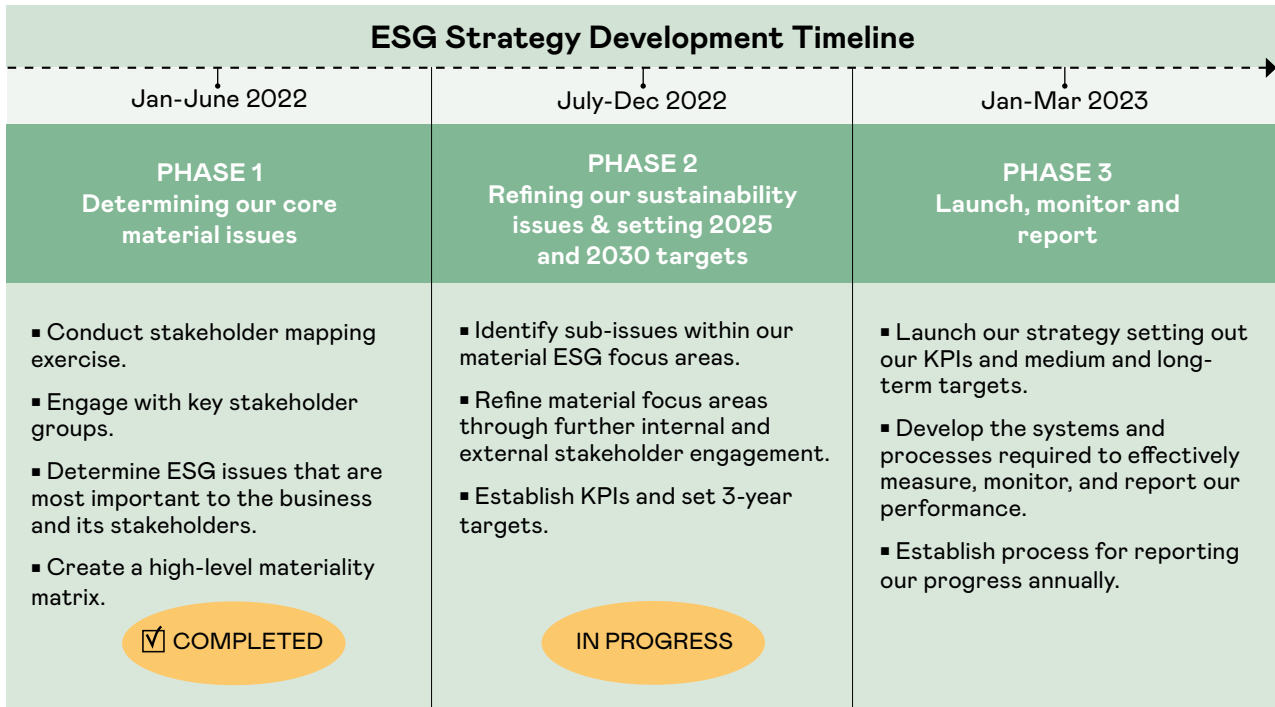 ESG Strategy Development Timeline
Jan-June 2022
July-Dec 2022
Jan-Mar 2023
PHASE 1
Determining our core
material issues
PHASE 2
Refining our sustainability
issues & setting 2025
and 2030 targets
PHASE 3
Launch, monitor and
report
▪ Conduct stakeholder mapping
exercise.
▪ Engage with key stakeholder
groups.
▪ Determine ESG issues that are
most important to the business
and its stakeholders.
▪ Create a high-level materiality
matrix.
☑ COMPLETED
▪ Identify sub-issues within our
material ESG focus areas.
▪ Refine material focus areas
through further internal and
external stakeholder engagement.
▪ Establish KPIs and set 3-year
targets.
IN PROGRESS
▪ Launch our strategy setting out
our KPIs and medium and long-
term targets.
▪ Develop the systems and
processes required to effectively
measure, monitor, and report our
performance.
▪ Establish process for reporting
our progress annually.